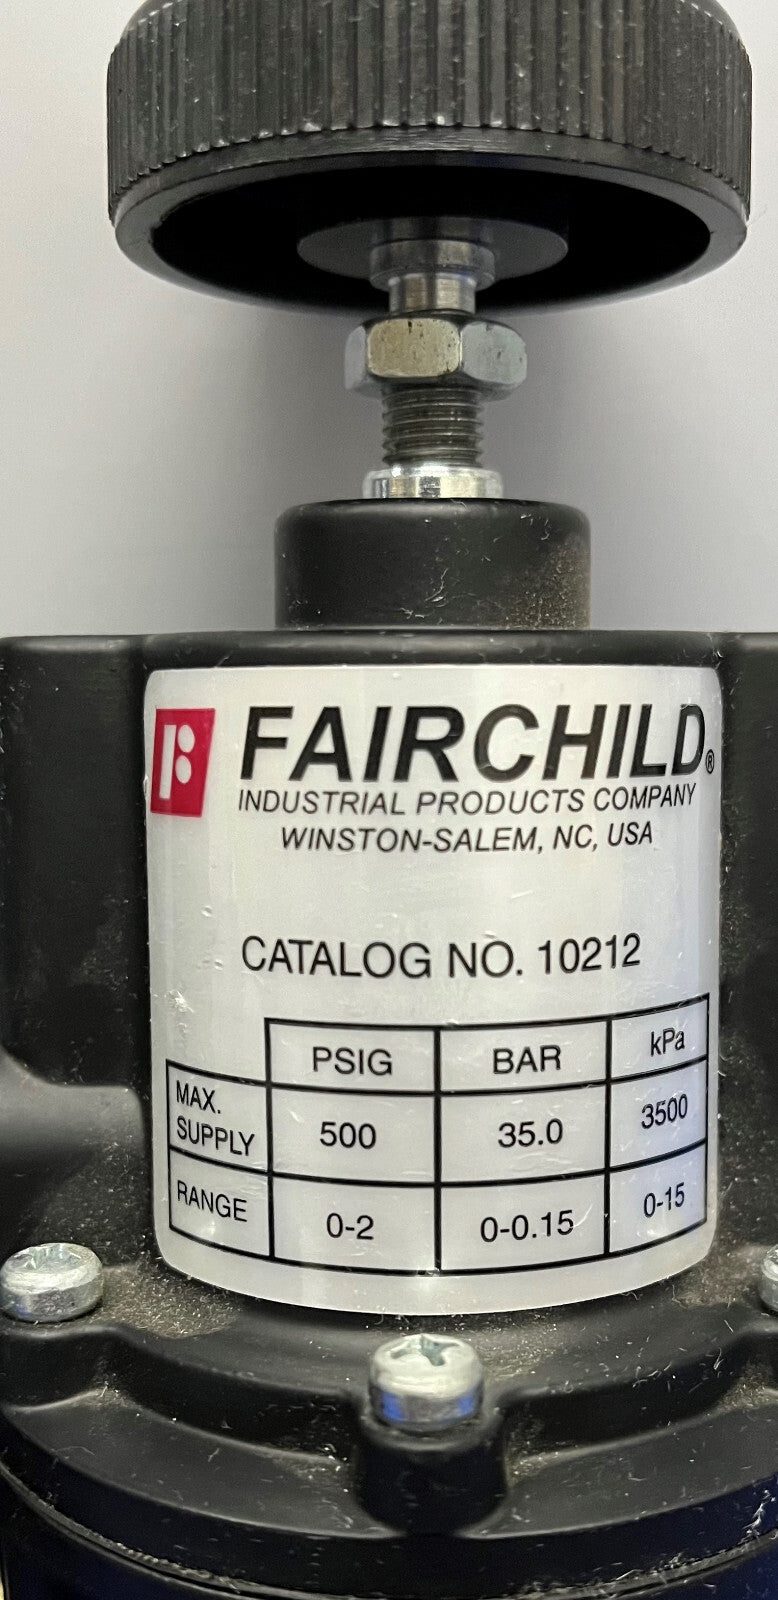 FAIRCHILD®
INDUSTRIAL PRODUCTS COMPANY
WINSTON-SALEM, NC, USA
CATALOG NO. 10212
PSIG BAR kPa
MAX. SUPPLY 500 35.0 3500
RANGE 0-2 0-0.15 0-15